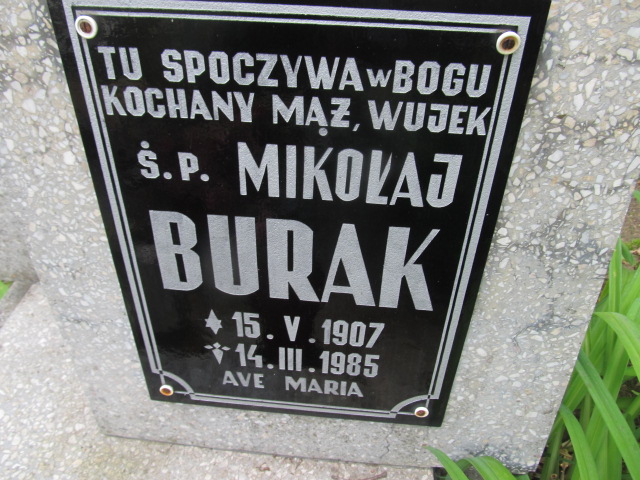 TU SPOCZYWA W BOGU
KOCHANY MĄŻ, WUJEK
Ś.P. MIKOŁAJ
BURAK
✶ 15.V.1907
✝ 14.III.1985
AVE MARIA